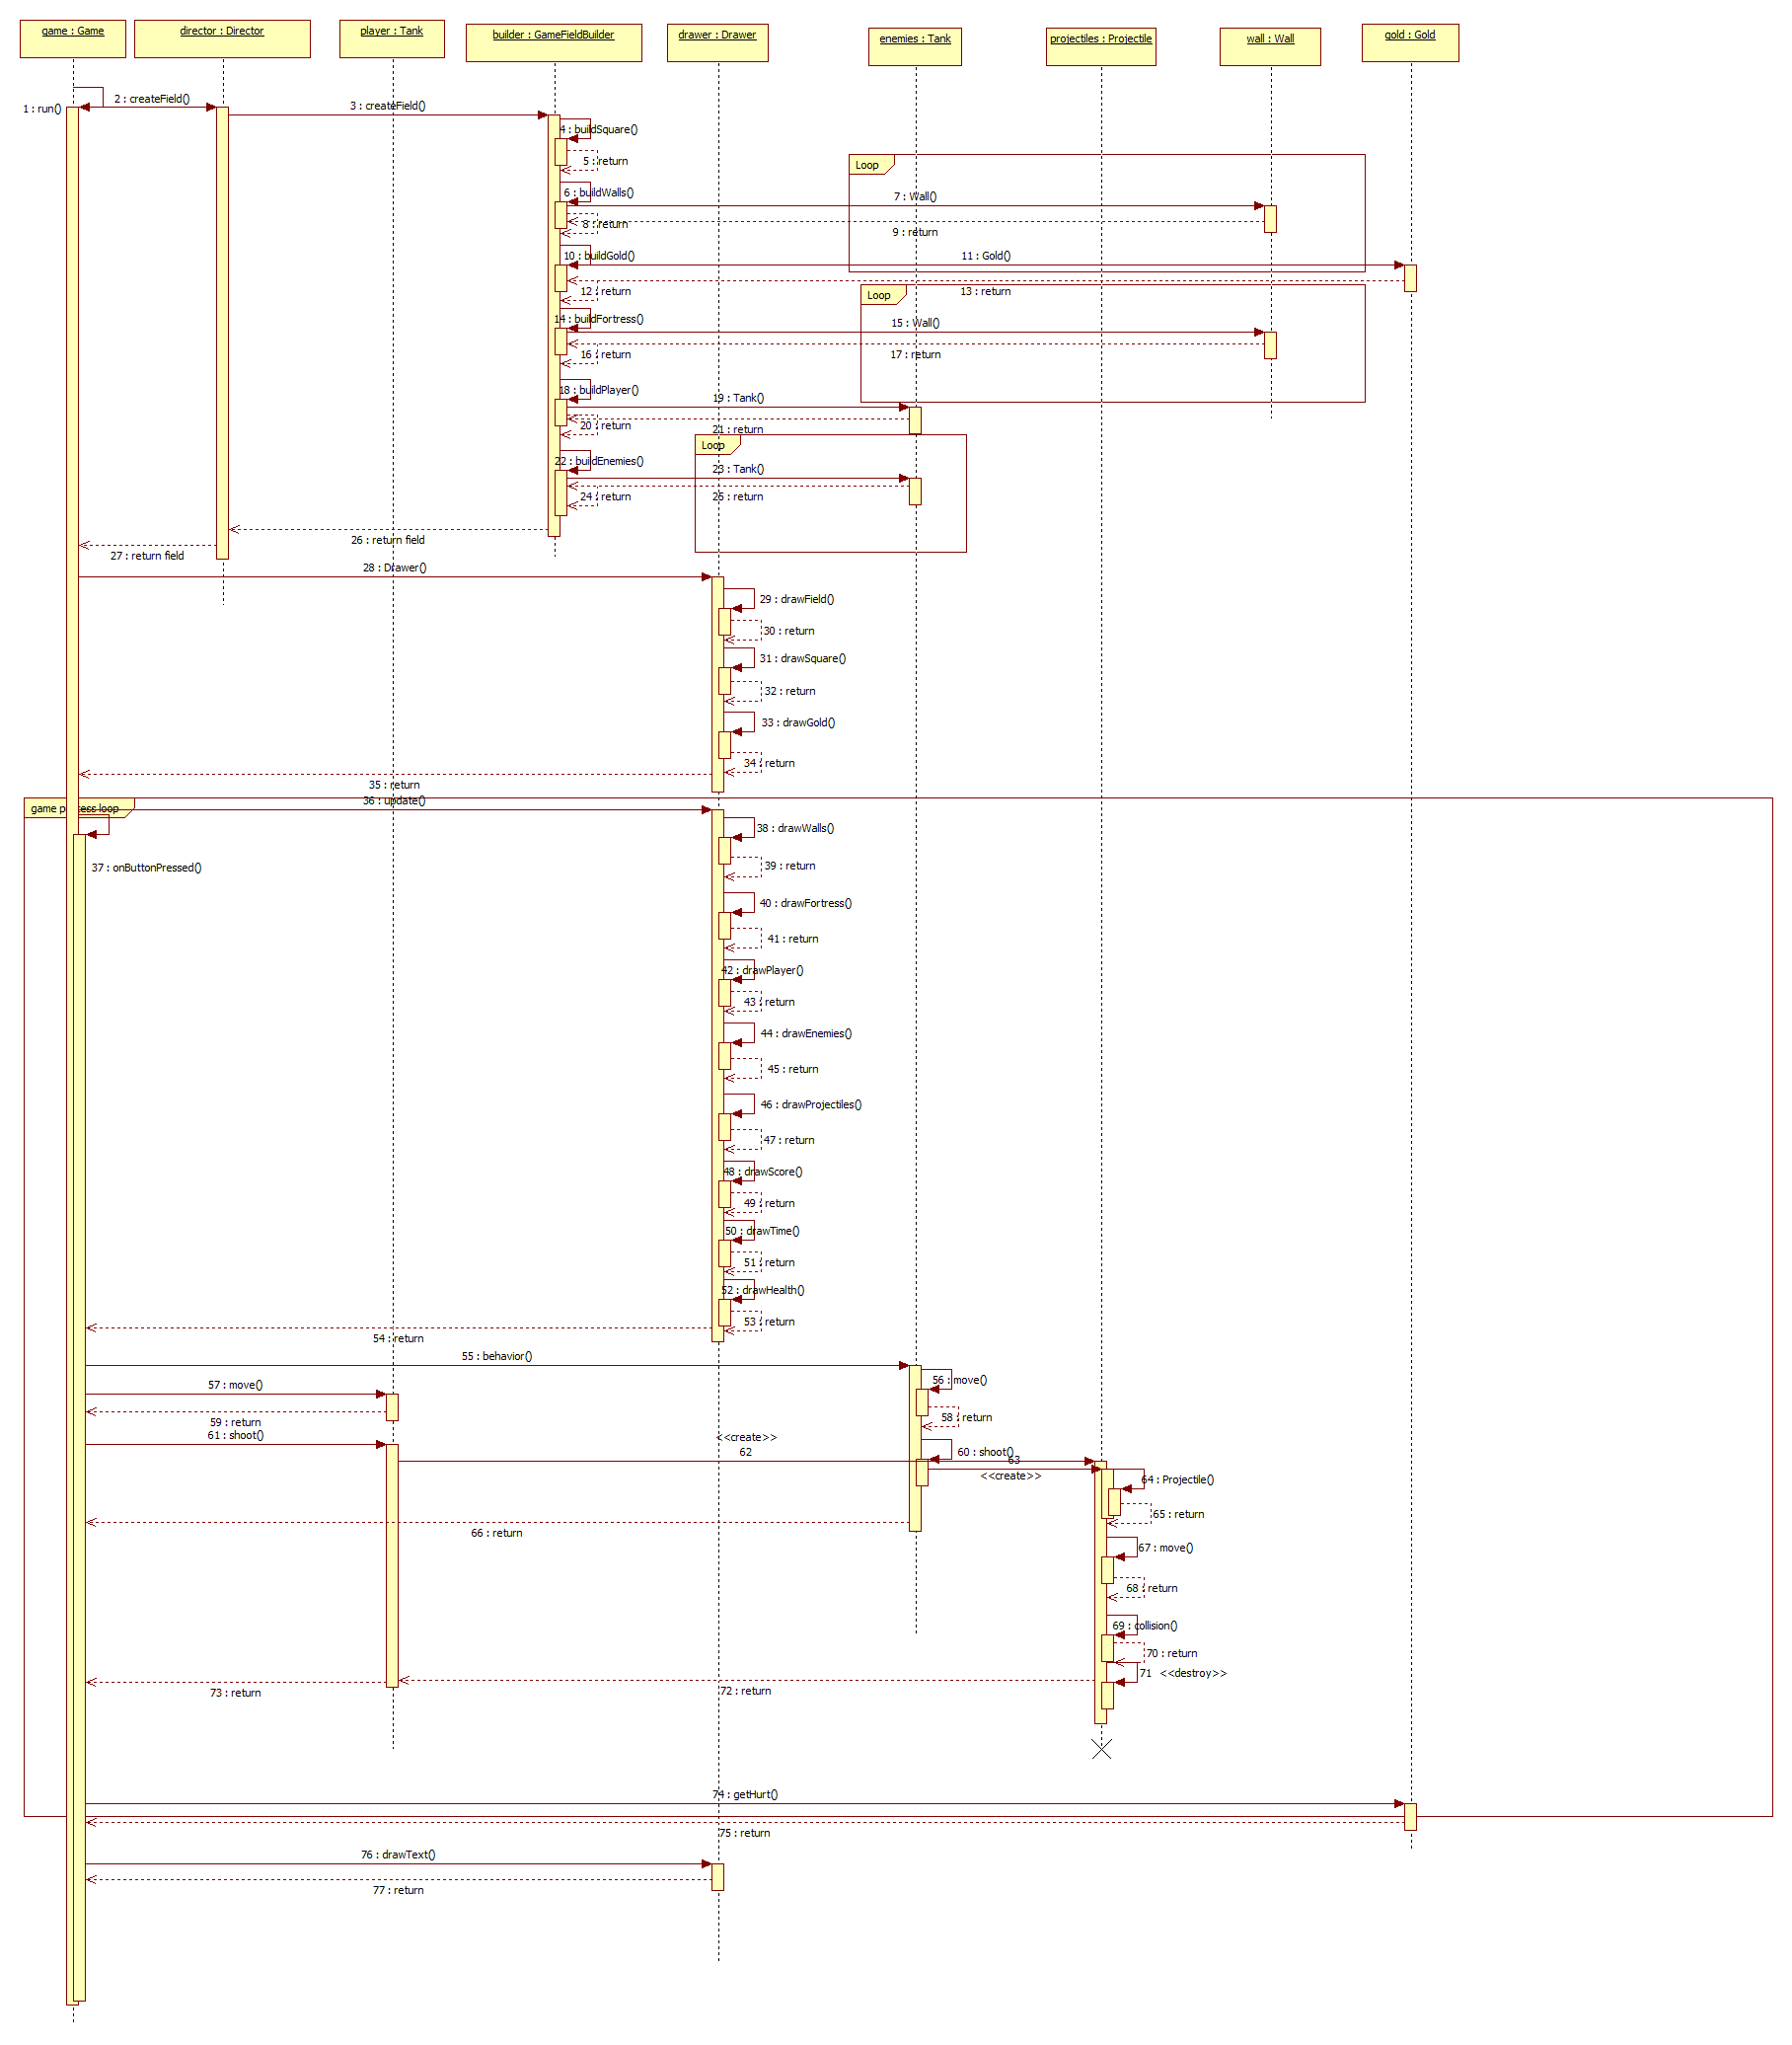 game : Game
director : Director
player : Tank
builder : GameFieldBuilder
drawer : Drawer
enemies : Tank
projectiles : Projectile
wall : Wall
gold : Gold
1 : run()
2 : createField()
3 : createField()
4 : buildSquare()
5 : return
Loop
6 : buildWalls()
7 : Wall()
8 : return
9 : return
10 : buildGold()
11 : Gold()
12 : return
13 : return
Loop
14 : buildFortress()
15 : Wall()
16 : return
17 : return
18 : buildPlayer()
19 : Tank()
20 : return
21 : return
Loop
22 : buildEnemies()
23 : Tank()
24 : return
25 : return
26 : return field
27 : return field
28 : Drawer()
29 : drawField()
30 : return
31 : drawSquare()
32 : return
33 : drawGold()
34 : return
35 : return
game process loop
36 : update()
37 : onButtonPressed()
38 : drawWalls()
39 : return
40 : drawFortress()
41 : return
42 : drawPlayer()
43 : return
44 : drawEnemies()
45 : return
46 : drawProjectiles()
47 : return
48 : drawScore()
49 : return
50 : drawTime()
51 : return
52 : drawHealth()
53 : return
54 : return
55 : behavior()
56 : move()
57 : move()
58 : return
59 : return
60 : shoot()
61 : shoot()
<<create>>
62
63
<<create>>
64 : Projectile()
65 : return
66 : return
67 : move()
68 : return
69 : collision()
70 : return
71 <<destroy>>
72 : return
73 : return
74 : getHurt()
75 : return
76 : drawText()
77 : return